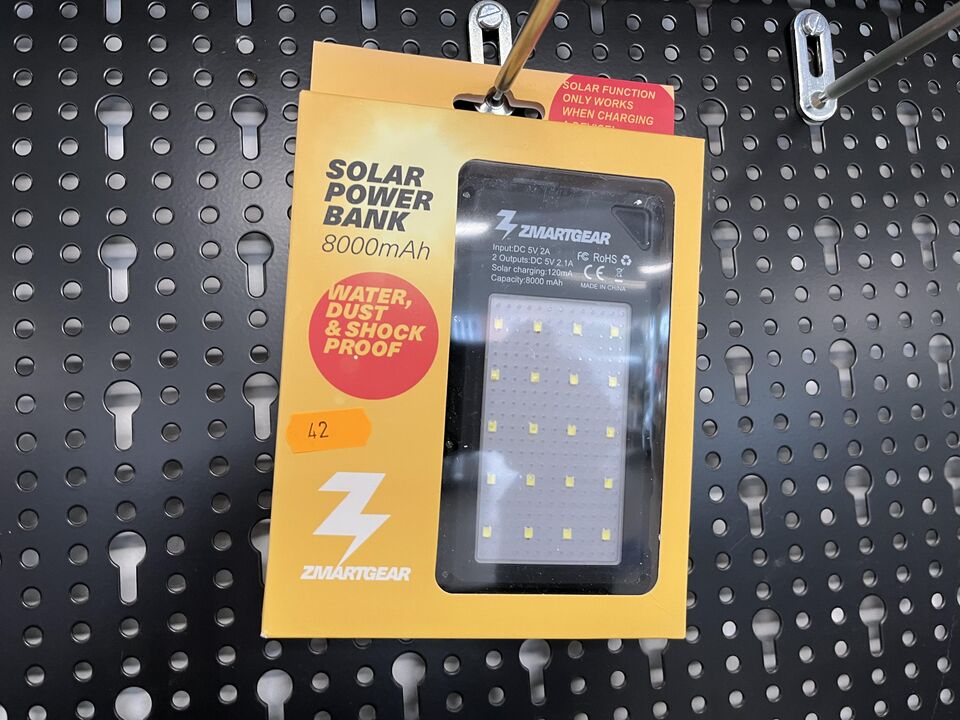 SOLAR FUNCTION
ONLY WORKS
WHEN CHARGING
A DEVICE!
SOLAR
POWER
BANK
8000mAh
WATER,
DUST
& SHOCK
PROOF
42
ZMARTGEAR
ZMARTGEAR
Input:DC 5V 2A
2 Outputs:DC 5V 2.1A
Solar charging:120mA
Capacity:8000 mAh
FC RoHS
CE
MADE IN CHINA